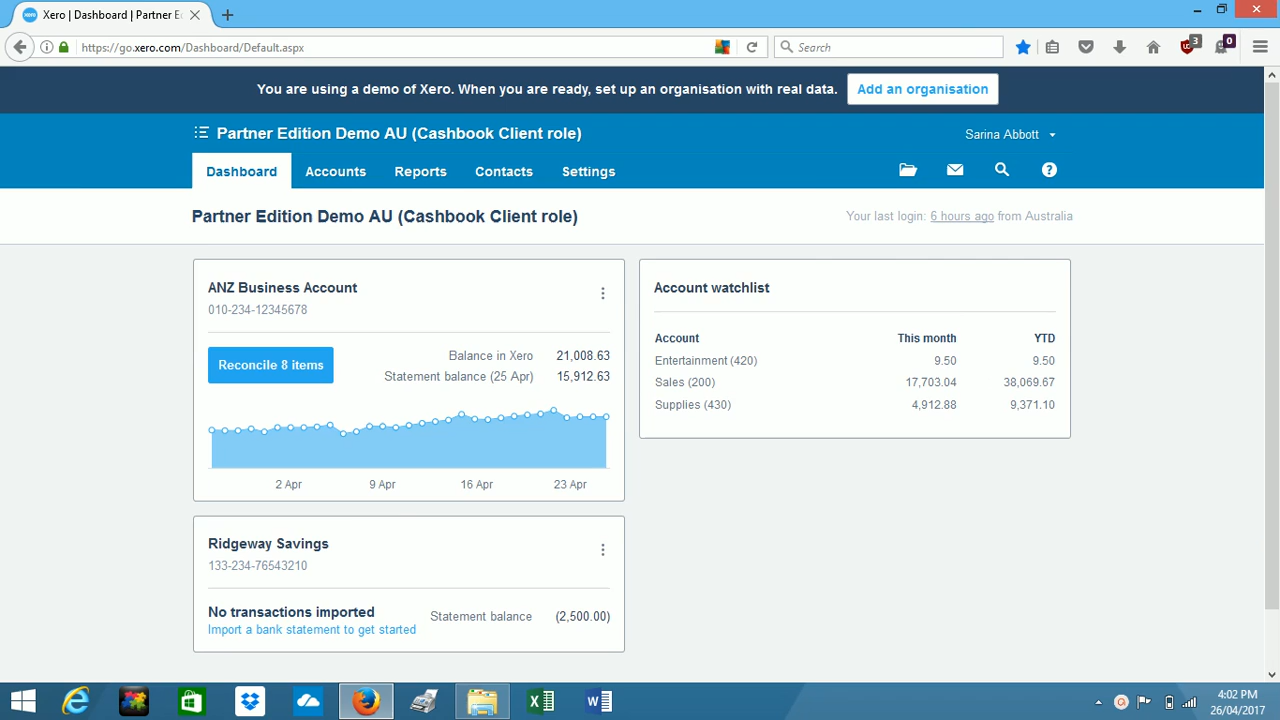 Xero | Dashboard | Partner E
https://go.xero.com/Dashboard/Default.aspx
Search
3
0
You are using a demo of Xero. When you are ready, set up an organisation with real data.
Add an organisation
Partner Edition Demo AU (Cashbook Client role)
Sarina Abbott
Dashboard
Accounts
Reports
Contacts
Settings
Partner Edition Demo AU (Cashbook Client role)
Your last login: 6 hours ago from Australia
ANZ Business Account
010-234-12345678
Reconcile 8 items
Balance in Xero 21,008.63
Statement balance (25 Apr) 15,912.63
2 Apr 9 Apr 16 Apr 23 Apr
Account watchlist
Account This month YTD
Entertainment (420) 9.50 9.50
Sales (200) 17,703.04 38,069.67
Supplies (430) 4,912.88 9,371.10
Ridgeway Savings
133-234-76543210
No transactions imported
Import a bank statement to get started
Statement balance (2,500.00)
4:02 PM
26/04/2017